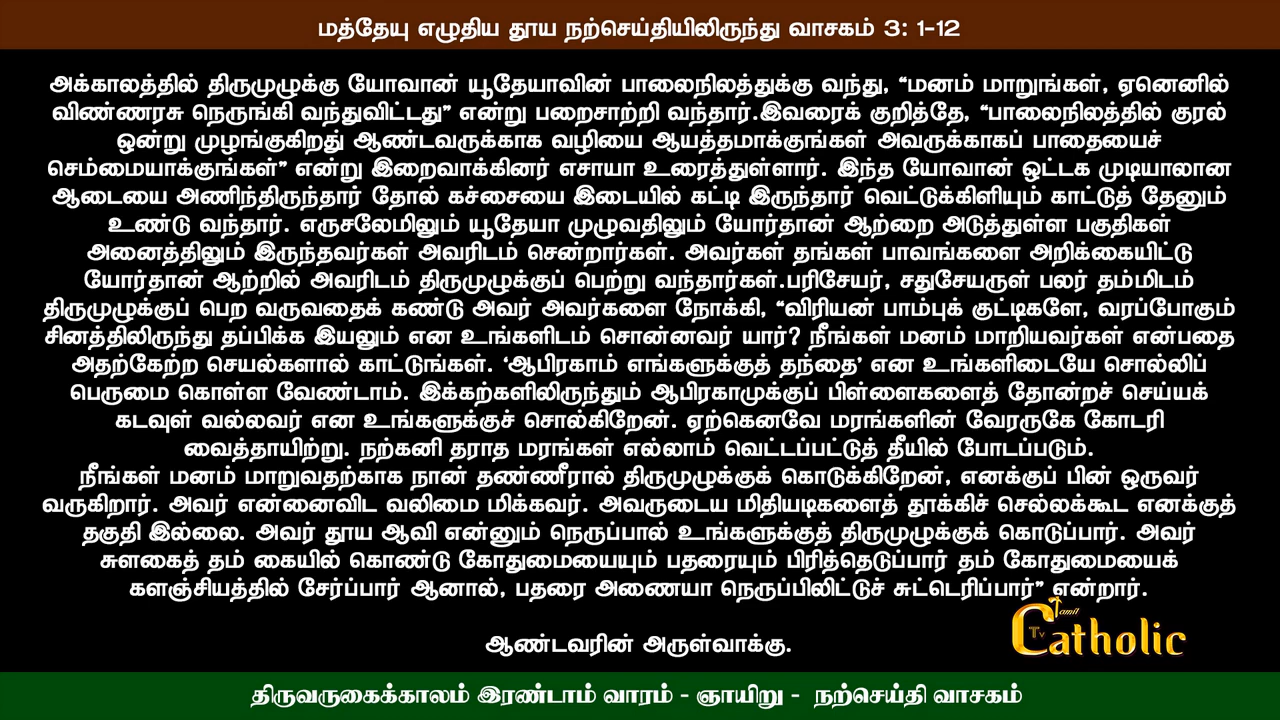 மத்தேயு எழுதிய தூய நற்செய்தியிலிருந்து வாசகம் 3: 1-12
அக்காலத்தில் திருமுழுக்கு யோவான் யூதேயாவின் பாலைநிலத்துக்கு வந்து, “மனம் மாறுங்கள், ஏனெனில்
விண்ணரசு நெருங்கி வந்துவிட்டது” என்று பறைசாற்றி வந்தார்.இவரைக் குறித்தே, “பாலைநிலத்தில் குரல்
ஒன்று முழங்குகிறது ஆண்டவருக்காக வழியை ஆயத்தமாக்குங்கள் அவருக்காகப் பாதையைச்
செம்மையாக்குங்கள்” என்று இறைவாக்கினர் எசாயா உரைத்துள்ளார். இந்த யோவான் ஒட்டக முடியாலான
ஆடையை அணிந்திருந்தார் தோல் கச்சையை இடையில் கட்டி இருந்தார் வெட்டுக்கிளியும் காட்டுத் தேனும்
உண்டு வந்தார். எருசலேமிலும் யூதேயா முழுவதிலும் யோர்தான் ஆற்றை அடுத்துள்ள பகுதிகள்
அனைத்திலும் இருந்தவர்கள் அவரிடம் சென்றார்கள். அவர்கள் தங்கள் பாவங்களை அறிக்கையிட்டு
யோர்தான் ஆற்றில் அவரிடம் திருமுழுக்குப் பெற்று வந்தார்கள்.பரிசேயர், சதுசேயருள் பலர் தம்மிடம்
திருமுழுக்குப் பெற வருவதைக் கண்டு அவர் அவர்களை நோக்கி, “விரியன் பாம்புக் குட்டிகளே, வரப்போகும்
சினத்திலிருந்து தப்பிக்க இயலும் என உங்களிடம் சொன்னவர் யார்? நீங்கள் மனம் மாறியவர்கள் என்பதை
அதற்கேற்ற செயல்களால் காட்டுங்கள். ‘ஆபிரகாம் எங்களுக்குத் தந்தை’ என உங்களிடையே சொல்லிப்
பெருமை கொள்ள வேண்டாம். இக்கற்களிலிருந்தும் ஆபிரகாமுக்குப் பிள்ளைகளைத் தோன்றச் செய்யக்
கடவுள் வல்லவர் என உங்களுக்குச் சொல்கிறேன். ஏற்கெனவே மரங்களின் வேரருகே கோடரி
வைத்தாயிற்று. நற்கனி தராத மரங்கள் எல்லாம் வெட்டப்பட்டுத் தீயில் போடப்படும்.
நீங்கள் மனம் மாறுவதற்காக நான் தண்ணீரால் திருமுழுக்குக் கொடுக்கிறேன், எனக்குப் பின் ஒருவர்
வருகிறார். அவர் என்னைவிட வலிமை மிக்கவர். அவருடைய மிதியடிகளைத் தூக்கிச் செல்லக்கூட எனக்குத்
தகுதி இல்லை. அவர் தூய ஆவி என்னும் நெருப்பால் உங்களுக்குத் திருமுழுக்குக் கொடுப்பார். அவர்
சுளகைத் தம் கையில் கொண்டு கோதுமையையும் பதரையும் பிரித்தெடுப்பார் தம் கோதுமையைக்
களஞ்சியத்தில் சேர்ப்பார் ஆனால், பதரை அணையா நெருப்பிலிட்டுச் சுட்டெரிப்பார்” என்றார்.
ஆண்டவரின் அருள்வாக்கு.
Tamil
Catholic
Tv
திருவருகைக்காலம் இரண்டாம் வாரம் - ஞாயிறு - நற்செய்தி வாசகம்